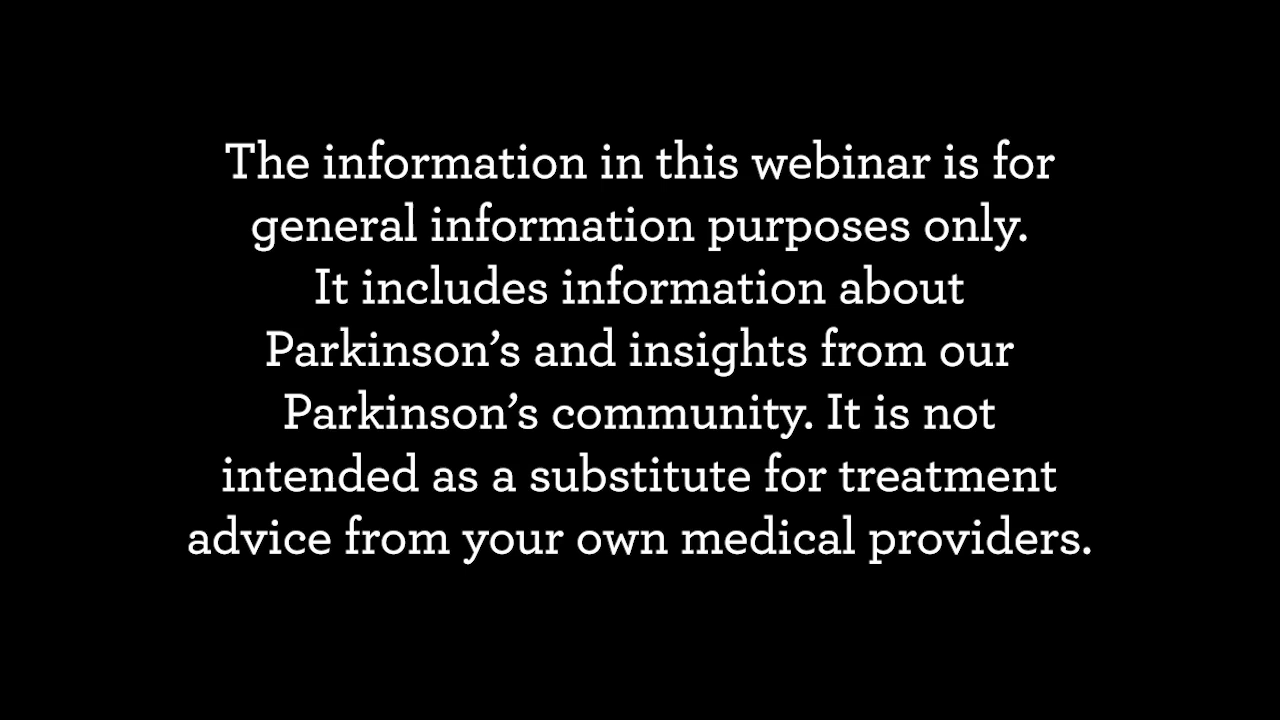 The information in this webinar is for
general information purposes only.
It includes information about
Parkinson’s and insights from our
Parkinson’s community. It is not
intended as a substitute for treatment
advice from your own medical providers.